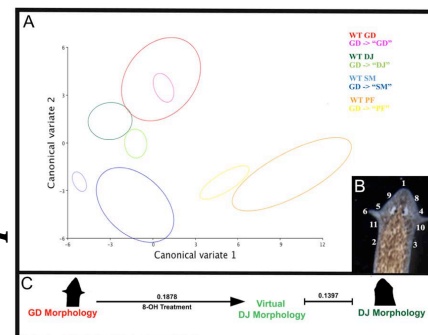 A
WT GD
GD -> "GD"
WT DJ
GD -> "DJ"
WT SM
GD -> "SM"
WT PF
GD -> "PF"
Canonical variate 2
6
3
0
-3
-6
-6
-3
0
3
6
9
12
Canonical variate 1
B
1
9
8
6
5
4
11
10
2
3
C
0.1878
8-OH Treatment
0.1397
GD Morphology
Virtual
DJ Morphology
DJ Morphology